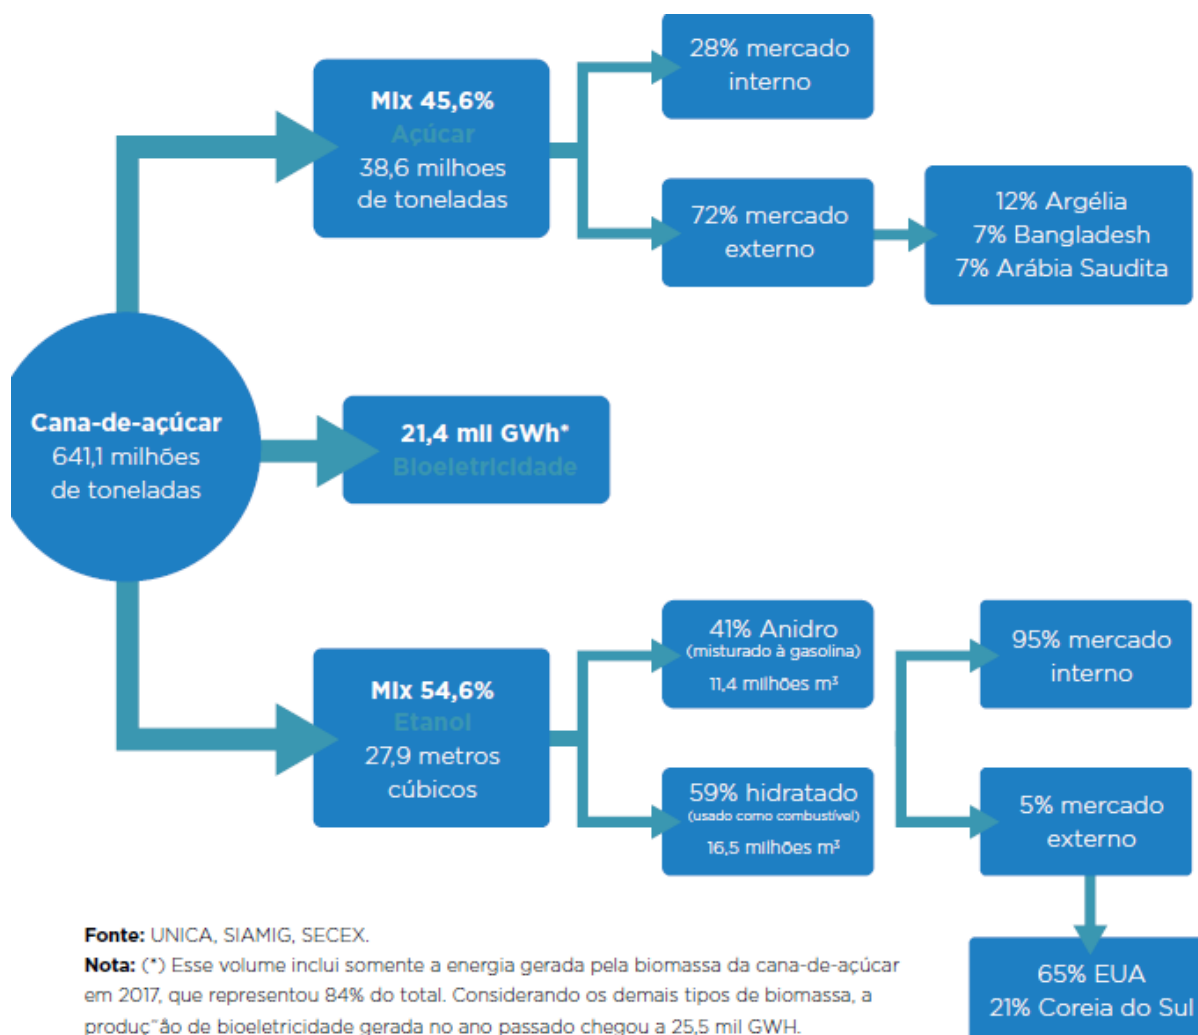 28% mercado
interno
Mix 45,6%
Açúcar
38,6 milhoes
de toneladas
72% mercado
externo
12% Argélia
7% Bangladesh
7% Arábia Saudita
Cana-de-açúcar
641,1 milhões
de toneladas
21,4 mil GWh*
Bioeletricidade
41% Anidro
(misturado à gasolina)
11,4 milhões m³
95% mercado
interno
Mix 54,6%
Etanol
27,9 metros
cúbicos
59% hidratado
(usado como combustível)
16,5 milhões m³
5% mercado
externo
65% EUA
21% Coreia do Sul
Fonte: UNICA, SIAMIG, SECEX.
Nota: (*) Esse volume inclui somente a energia gerada pela biomassa da cana-de-açúcar
em 2017, que representou 84% do total. Considerando os demais tipos de biomassa, a
produç˜ão de bioeletricidade gerada no ano passado chegou a 25,5 mil GWH.